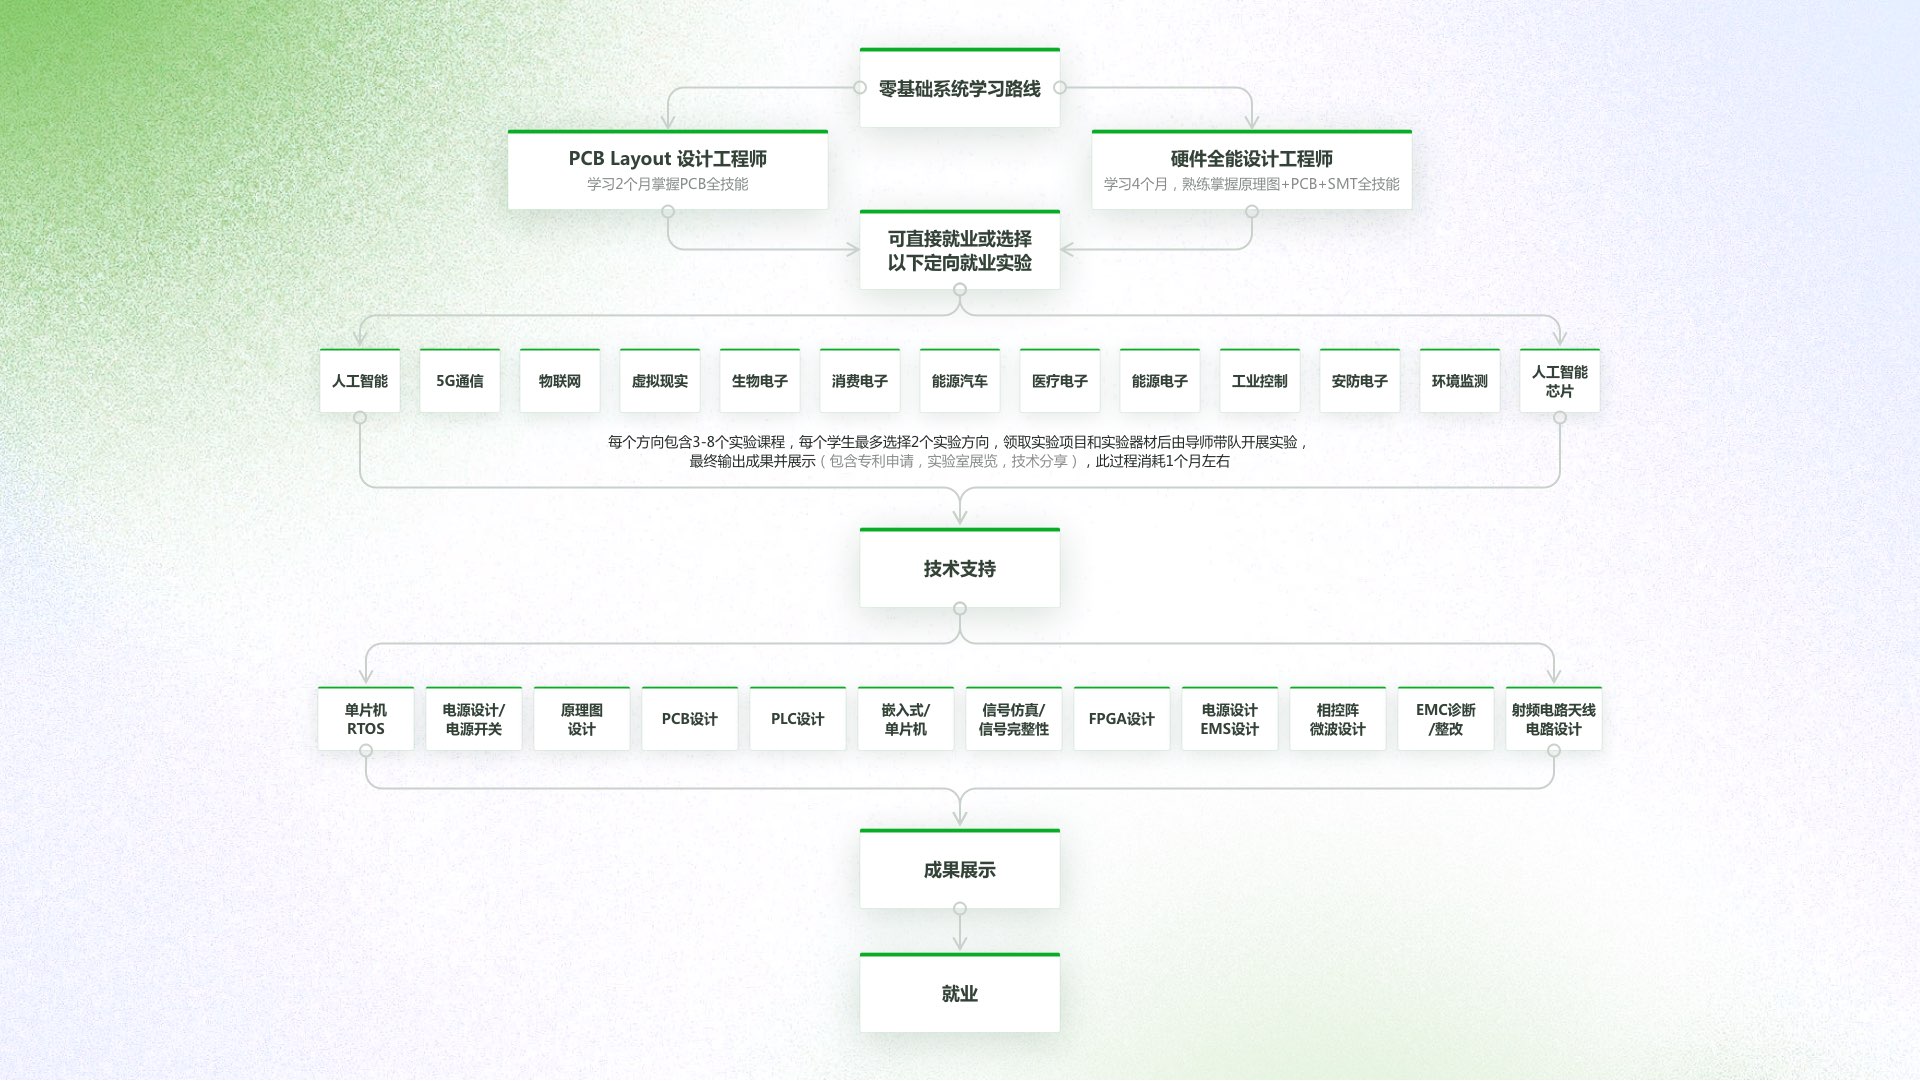 零基础系统学习路线
PCB Layout 设计工程师
学习2个月掌握PCB全技能
硬件全能设计工程师
学习4个月，熟练掌握原理图+PCB+SMT全技能
可直接就业或选择
以下定向就业实验
人工智能
5G通信
物联网
虚拟现实
生物电子
消费电子
能源汽车
医疗电子
能源电子
工业控制
安防电子
环境监测
人工智能
芯片
每个方向包含3-8个实验课程，每个学生最多选择2个实验方向，领取实验项目和实验器材后由导师带队开展实验，
最终输出成果并展示（包含专利申请，实验室展览，技术分享），此过程消耗1个月左右
技术支持
单片机
RTOS
电源设计/
电源开关
原理图
设计
PCB设计
PLC设计
嵌入式/
单片机
信号仿真/
信号完整性
FPGA设计
电源设计
EMS设计
相控阵
微波设计
EMC诊断
/整改
射频电路天线
电路设计
成果展示
就业